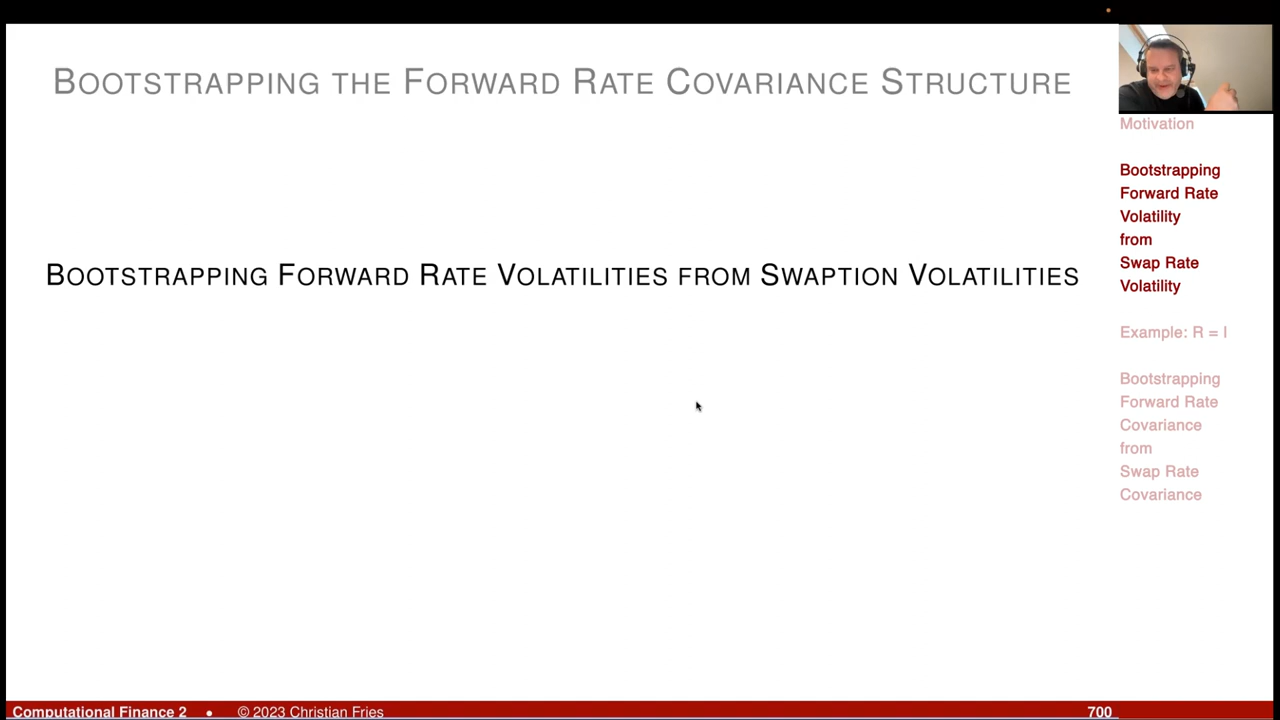 BOOTSTRAPPING THE FORWARD RATE COVARIANCE STRUCTURE
BOOTSTRAPPING FORWARD RATE VOLATILITIES FROM SWAPTION VOLATILITIES
Motivation
Bootstrapping
Forward Rate
Volatility
from
Swap Rate
Volatility
Example: R = I
Bootstrapping
Forward Rate
Covariance
from
Swap Rate
Covariance
Computational Finance 2 • © 2023 Christian Fries 700